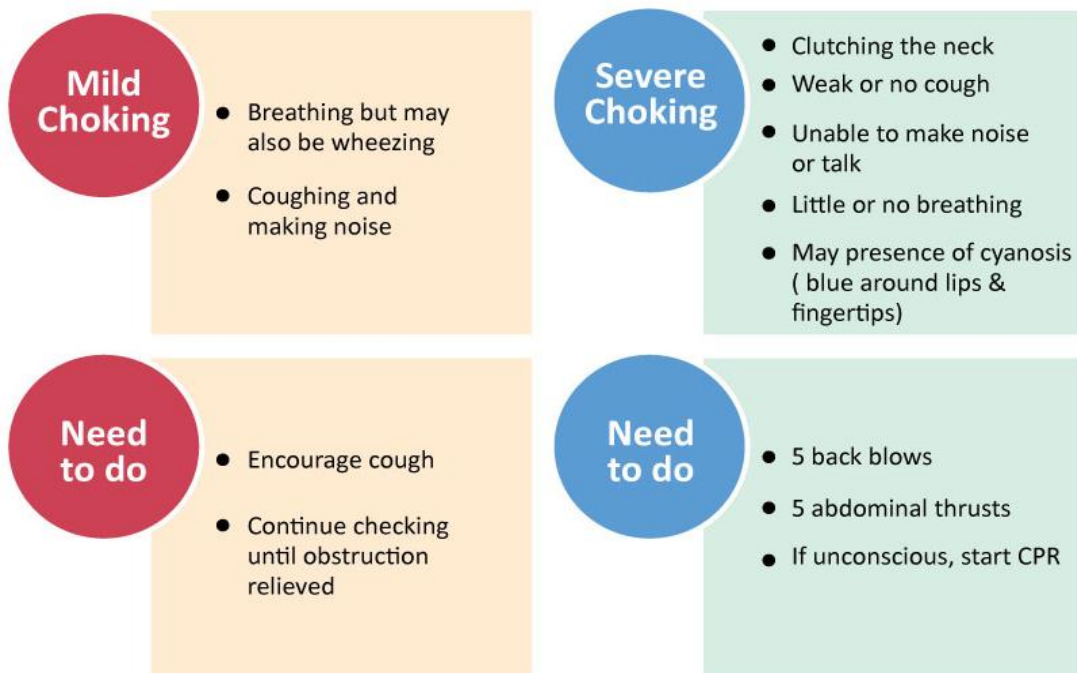 Mild
Choking
Breathing but may
also be wheezing
Coughing and
making noise
Severe
Choking
Clutching the neck
Weak or no cough
Unable to make noise
or talk
Little or no breathing
May presence of cyanosis
( blue around lips &
fingertips)
Need
to do
Encourage cough
Continue checking
until obstruction
relieved
Need
to do
5 back blows
5 abdominal thrusts
If unconscious, start CPR